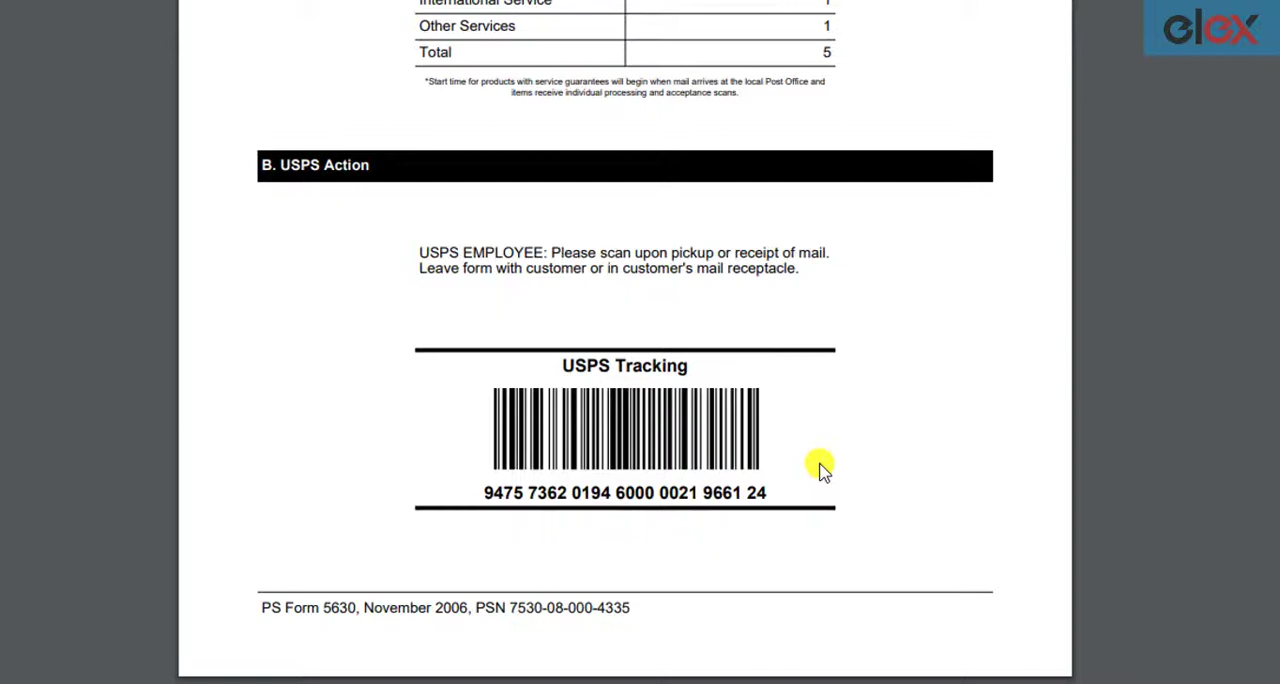 elex
International Service 1
Other Services 1
Total 5
*Start time for products with service guarantees will begin when mail arrives at the local Post Office and
items receive individual processing and acceptance scans.
B. USPS Action
USPS EMPLOYEE: Please scan upon pickup or receipt of mail.
Leave form with customer or in customer's mail receptacle.
USPS Tracking
9475 7362 0194 6000 0021 9661 24
PS Form 5630, November 2006, PSN 7530-08-000-4335